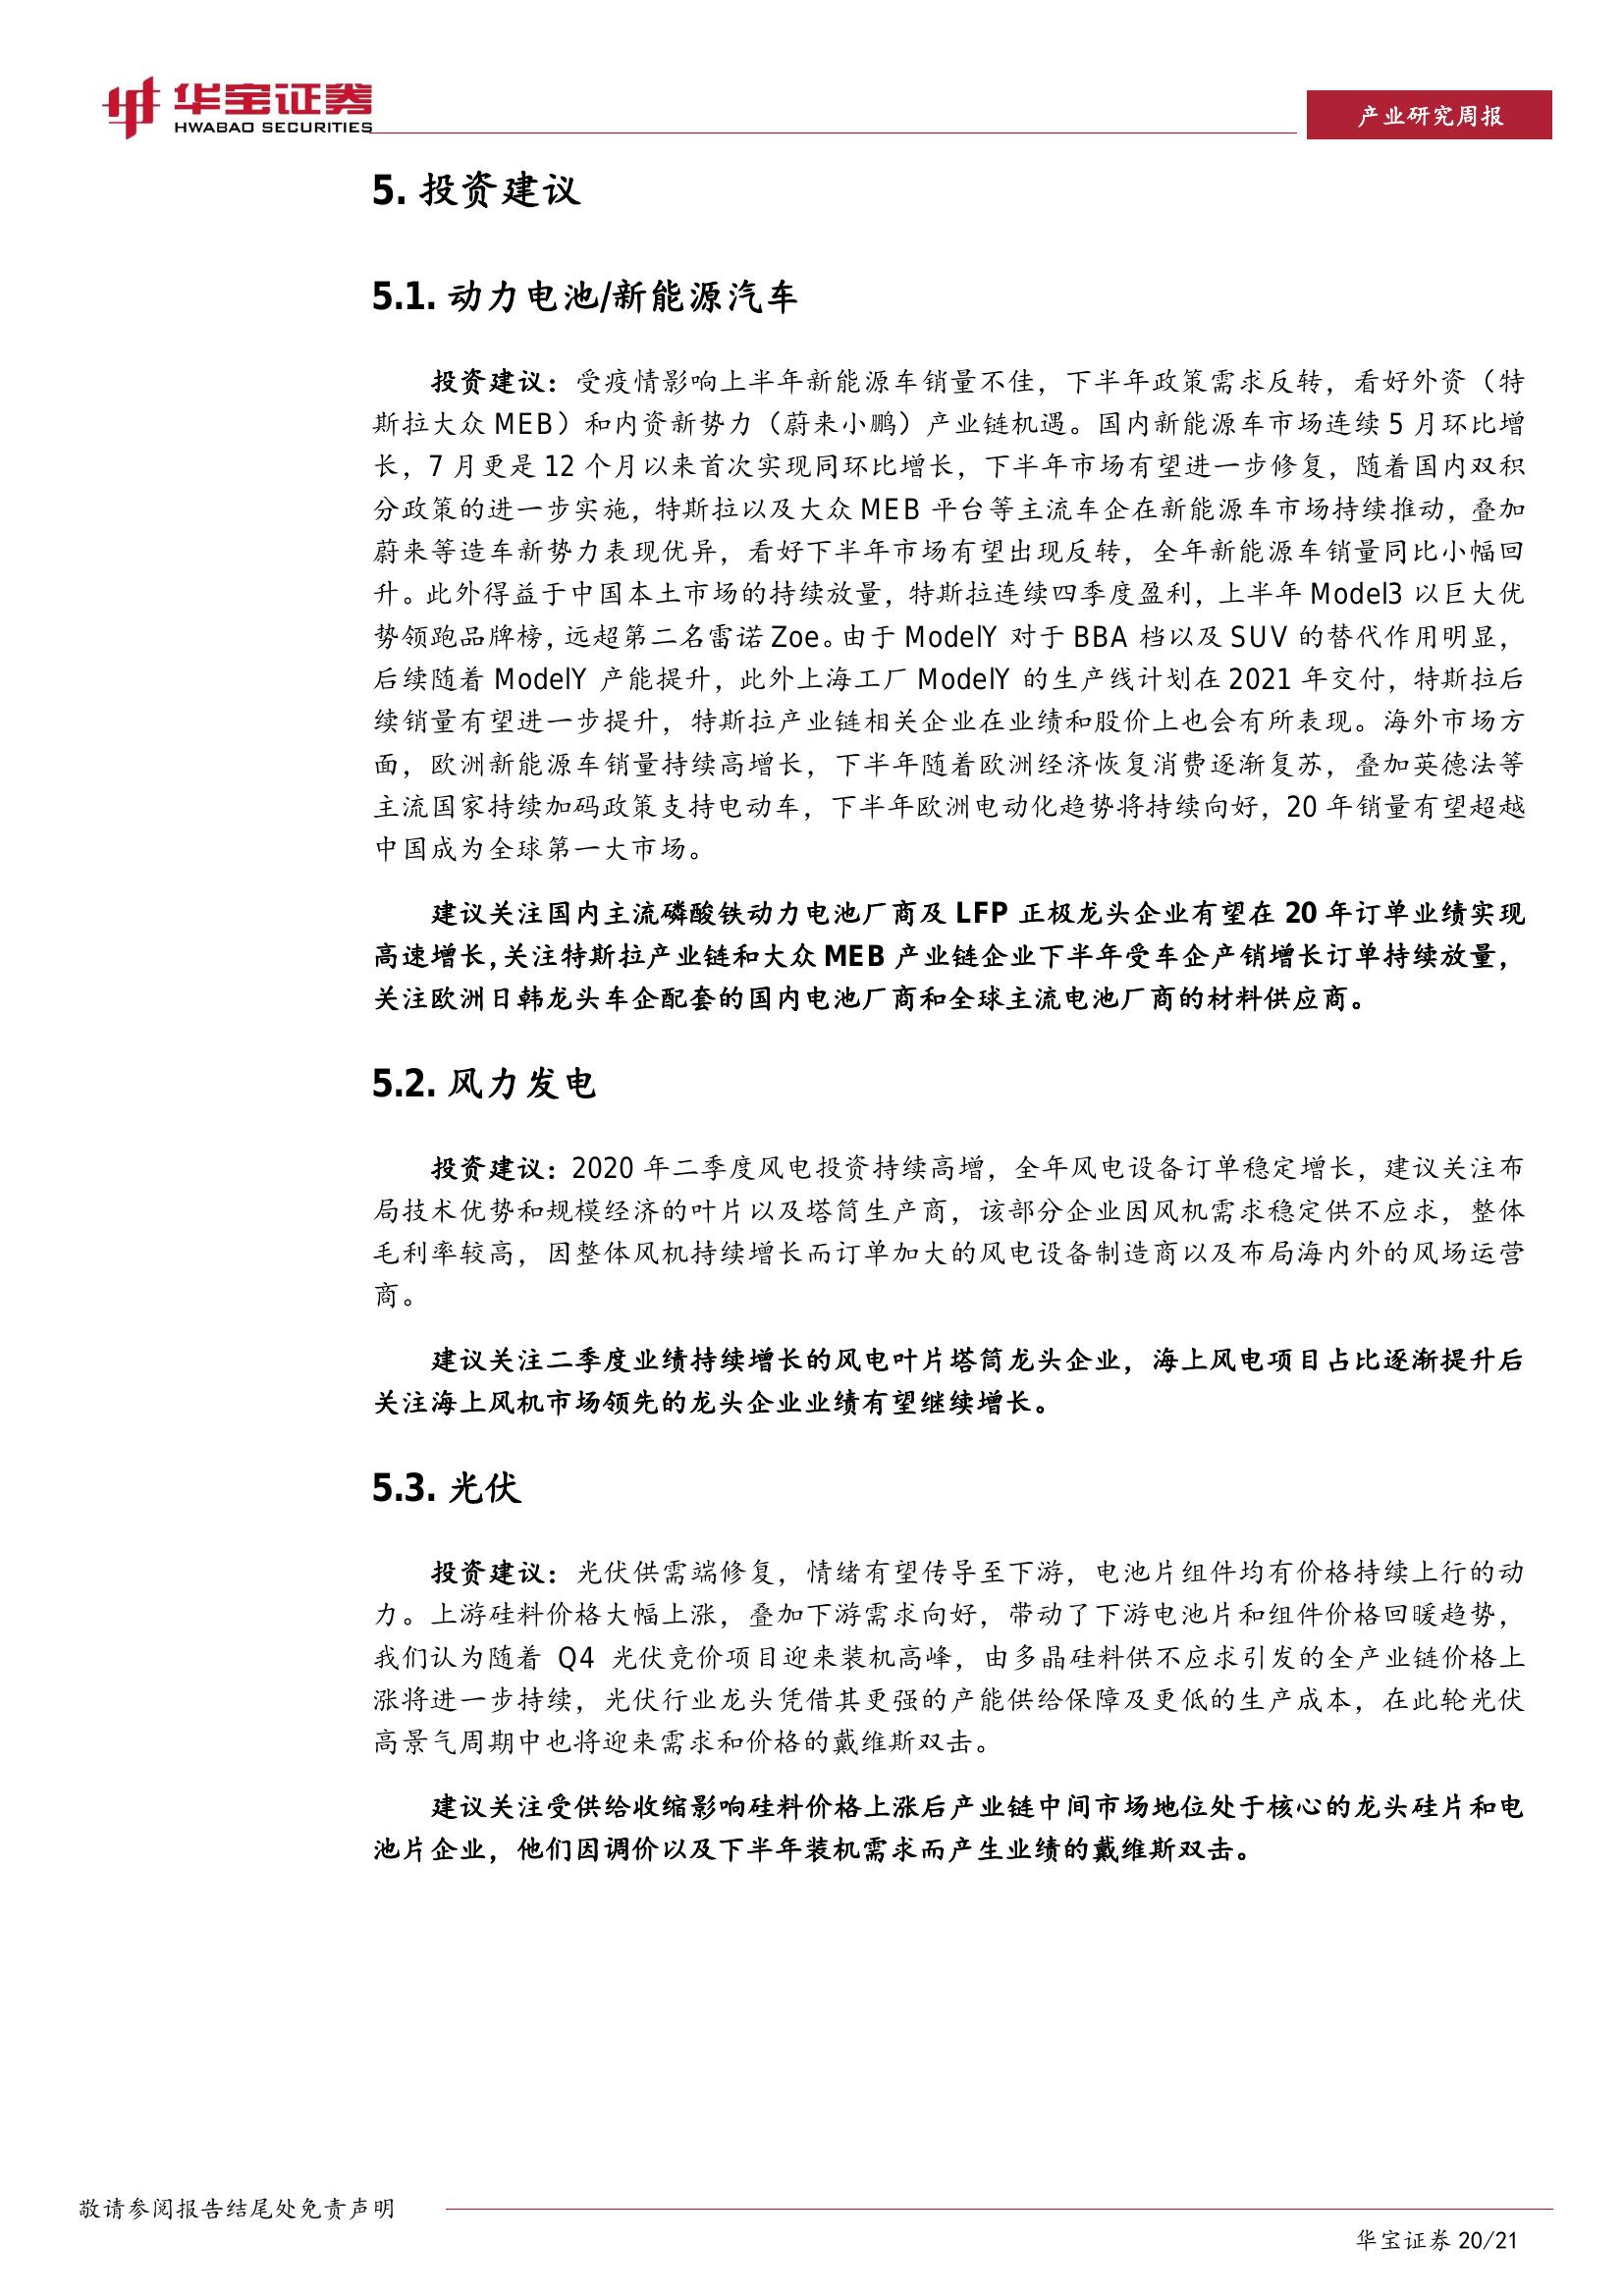 华宝证券
HWABAO SECURITIES
产业研究周报
5. 投资建议
5.1. 动力电池/新能源汽车
投资建议：受疫情影响上半年新能源车销量不佳，下半年政策需求反转，看好外资（特
斯拉大众 MEB）和内资新势力（蔚来小鹏）产业链机遇。国内新能源车市场连续 5 月环比增
长，7 月更是 12 个月以来首次实现同环比增长，下半年市场有望进一步修复，随着国内双积
分政策的进一步实施，特斯拉以及大众 MEB 平台等主流车企在新能源车市场持续推动，叠加
蔚来等造车新势力表现优异，看好下半年市场有望出现反转，全年新能源车销量同比小幅回
升。此外得益于中国本土市场的持续放量，特斯拉连续四季度盈利，上半年 Model3 以巨大优
势领跑品牌榜，远超第二名雷诺 Zoe。由于 ModelY 对于 BBA 档以及 SUV 的替代作用明显，
后续随着 ModelY 产能提升，此外上海工厂 ModelY 的生产线计划在 2021 年交付，特斯拉后
续销量有望进一步提升，特斯拉产业链相关企业在业绩和股价上也会有所表现。海外市场方
面，欧洲新能源车销量持续高增长，下半年随着欧洲经济恢复消费逐渐复苏，叠加英德法等
主流国家持续加码政策支持电动车，下半年欧洲电动化趋势将持续向好，20 年销量有望超越
中国成为全球第一大市场。
建议关注国内主流磷酸铁动力电池厂商及 LFP 正极龙头企业有望在 20 年订单业绩实现
高速增长，关注特斯拉产业链和大众 MEB 产业链企业下半年受车企产销增长订单持续放量，
关注欧洲日韩龙头车企配套的国内电池厂商和全球主流电池厂商的材料供应商。
5.2. 风力发电
投资建议：2020 年二季度风电投资持续高增，全年风电设备订单稳定增长，建议关注布
局技术优势和规模经济的叶片以及塔筒生产商，该部分企业因风机需求稳定供不应求，整体
毛利率较高，因整体风机持续增长而订单加大的风电设备制造商以及布局海内外的风场运营
商。
建议关注二季度业绩持续增长的风电叶片塔筒龙头企业，海上风电项目占比逐渐提升后
关注海上风机市场领先的龙头企业业绩有望继续增长。
5.3. 光伏
投资建议：光伏供需端修复，情绪有望传导至下游，电池片组件均有价格持续上行的动
力。上游硅料价格大幅上涨，叠加下游需求向好，带动了下游电池片和组件价格回暖趋势，
我们认为随着 Q4 光伏竞价项目迎来装机高峰，由多晶硅料供不应求引发的全产业链价格上
涨将进一步持续，光伏行业龙头凭借其更强的产能供给保障及更低的生产成本，在此轮光伏
高景气周期中也将迎来需求和价格的戴维斯双击。
建议关注受供给收缩影响硅料价格上涨后产业链中间市场地位处于核心的龙头硅片和电
池片企业，他们因调价以及下半年装机需求而产生业绩的戴维斯双击。
敬请参阅报告结尾处免责声明
华宝证券 20/21